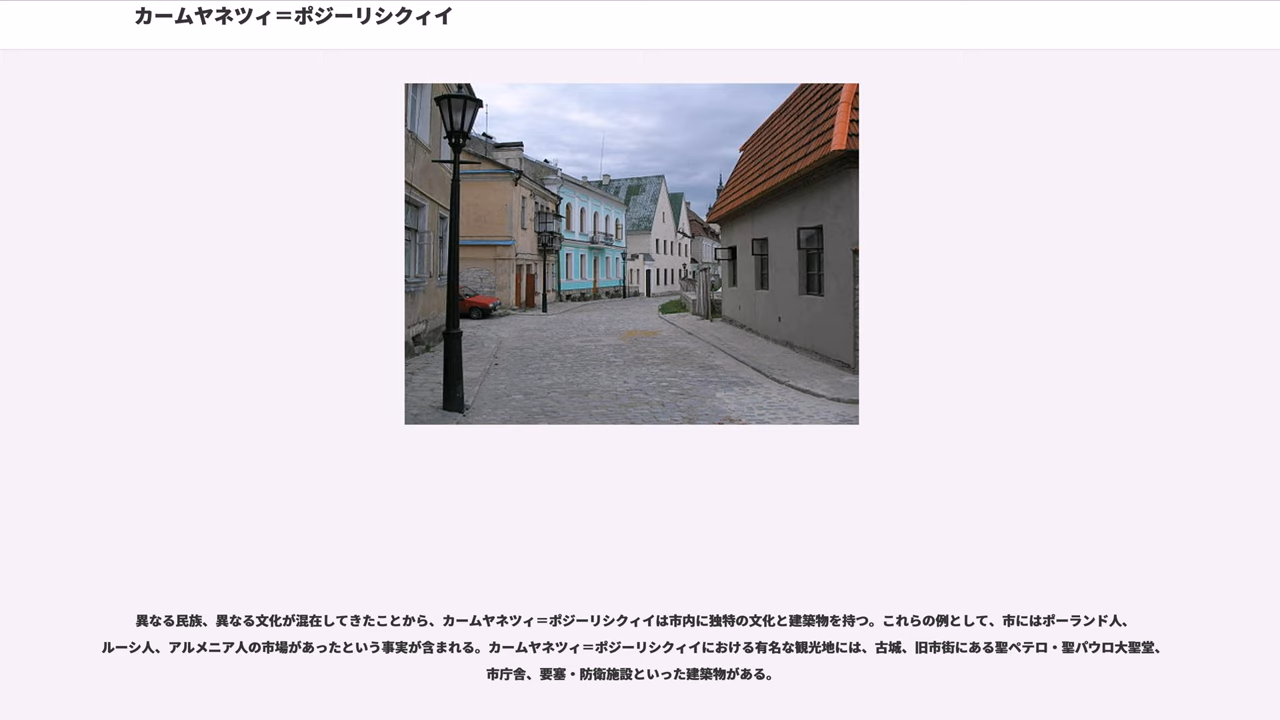 カームヤネツィ＝ポジーリシクィイ
異なる民族、異なる文化が混在してきたことから、カームヤネツィ＝ポジーリシクィイは市内に独特の文化と建築物を持つ。これらの例として、市にはポーランド人、
ルーシ人、アルメニア人の市場があったという事実が含まれる。カームヤネツィ＝ポジーリシクィイにおける有名な観光地には、古城、旧市街にある聖ペテロ・聖パウロ大聖堂、
市庁舎、要塞・防衛施設といった建築物がある。